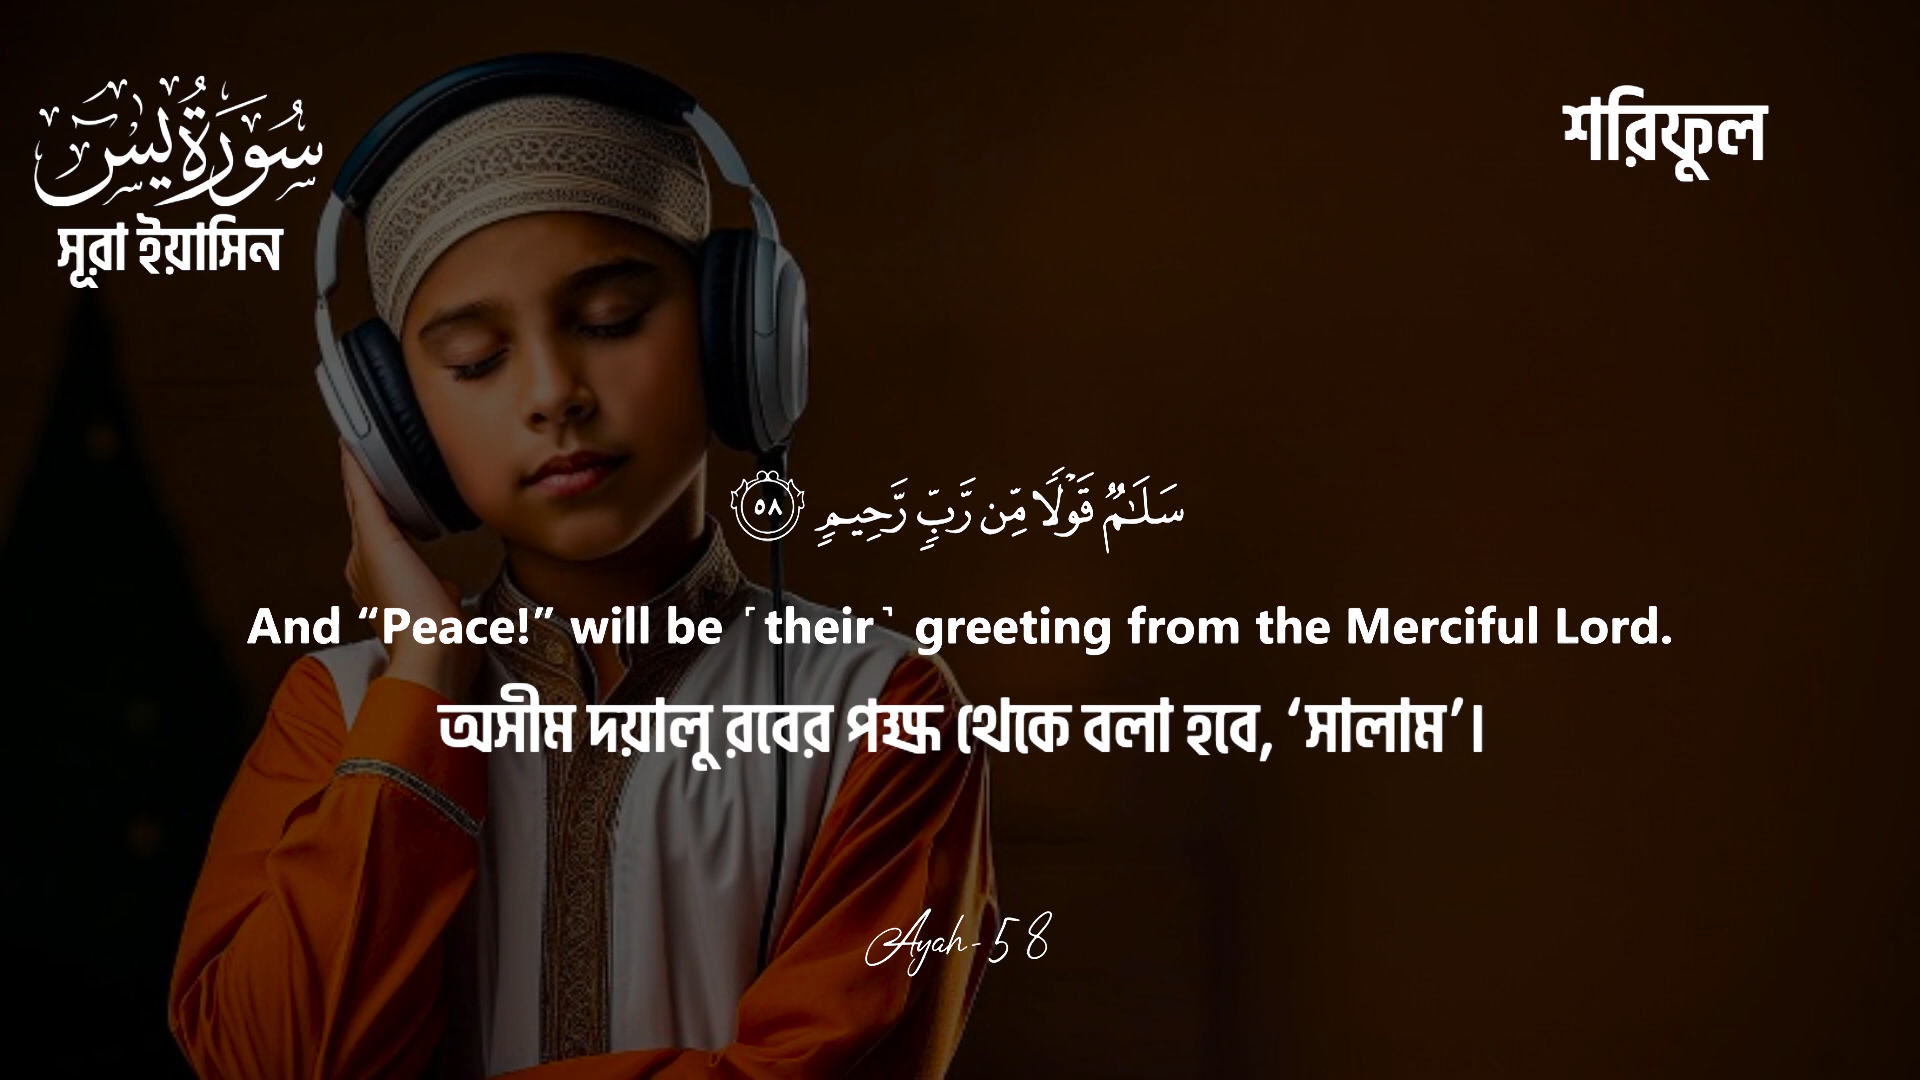 سُورَةُ يس
সূরা ইয়াসিন
শরিফুল
سَلَـٰمٌ قَوْلًا مِّن رَّبٍّ رَّحِيمٍ ٥٨
And “Peace!” will be ˹their˺ greeting from the Merciful Lord.
অসীম দয়ালু রবের পক্ষ থেকে বলা হবে, ‘সালাম’।
Ayah-58